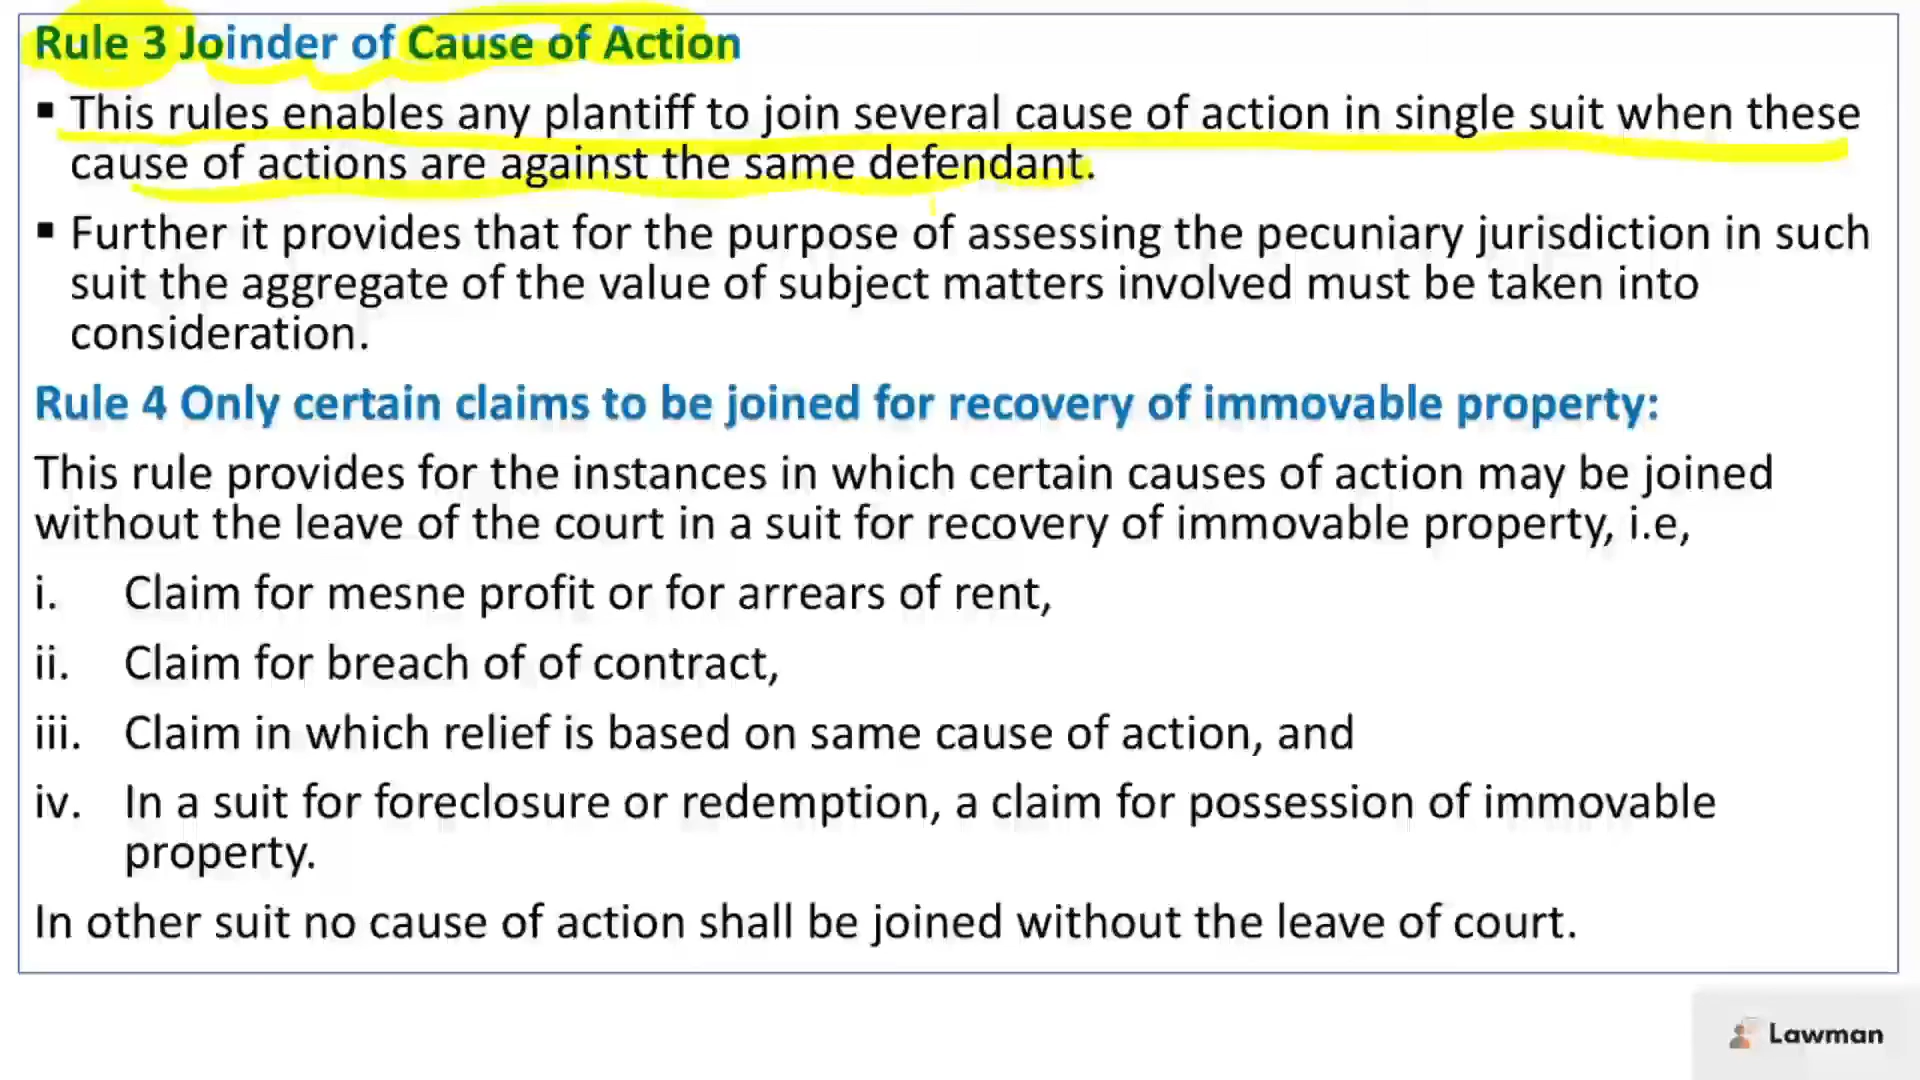 Rule 3 Joinder of Cause of Action
▪ This rules enables any plantiff to join several cause of action in single suit when these
cause of actions are against the same defendant.
▪ Further it provides that for the purpose of assessing the pecuniary jurisdiction in such
suit the aggregate of the value of subject matters involved must be taken into
consideration.
Rule 4 Only certain claims to be joined for recovery of immovable property:
This rule provides for the instances in which certain causes of action may be joined
without the leave of the court in a suit for recovery of immovable property, i.e,
i. Claim for mesne profit or for arrears of rent,
ii. Claim for breach of of contract,
iii. Claim in which relief is based on same cause of action, and
iv. In a suit for foreclosure or redemption, a claim for possession of immovable
property.
In other suit no cause of action shall be joined without the leave of court.
Lawman